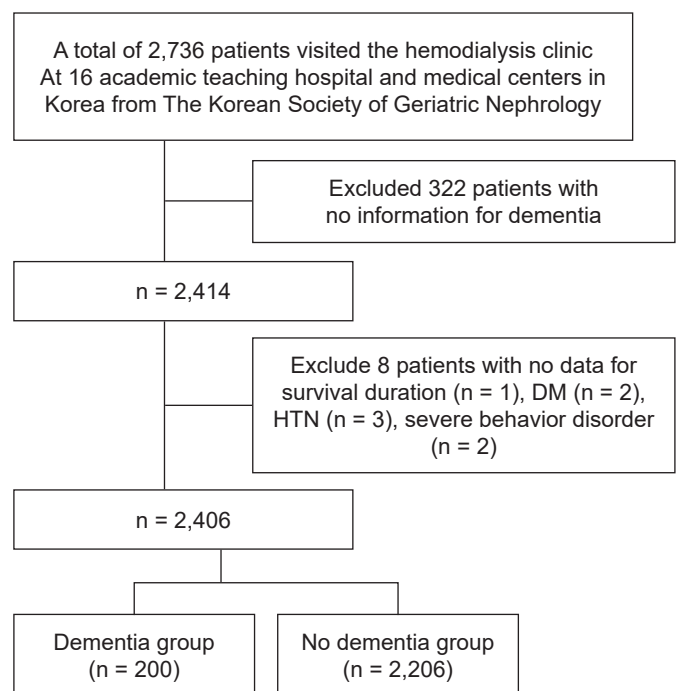 A total of 2,736 patients visited the hemodialysis clinic
At 16 academic teaching hospital and medical centers in
Korea from The Korean Society of Geriatric Nephrology
Excluded 322 patients with
no information for dementia
n = 2,414
Exclude 8 patients with no data for
survival duration (n = 1), DM (n = 2),
HTN (n = 3), severe behavior disorder
(n = 2)
n = 2,406
Dementia group
(n = 200)
No dementia group
(n = 2,206)